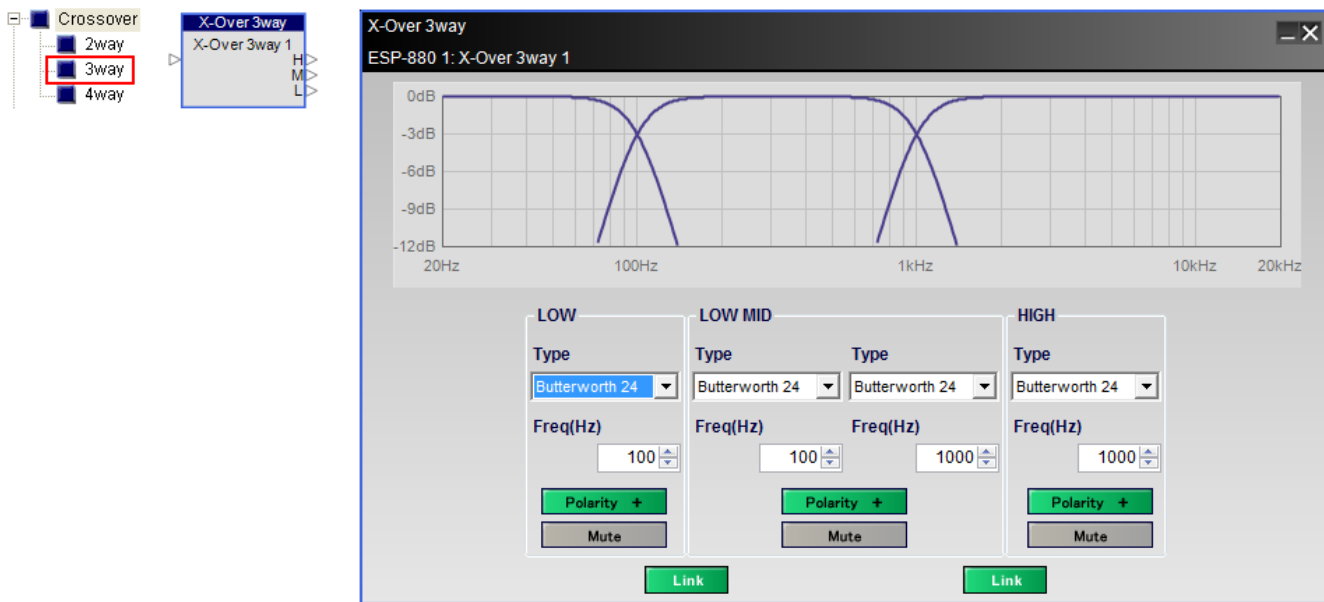 Crossover
2way
3way
4way
X-Over 3way
X-Over 3way 1
H
M
L
X-Over 3way
ESP-880 1: X-Over 3way 1
0dB
-3dB
-6dB
-9dB
-12dB
20Hz 100Hz 1kHz 10kHz 20kHz
LOW LOW MID HIGH
Type Type Type Type
Butterworth 24 Butterworth 24 Butterworth 24 Butterworth 24
Freq(Hz) Freq(Hz) Freq(Hz) Freq(Hz)
100 100 1000 1000
Polarity + Polarity + Polarity +
Mute Mute Mute
Link Link